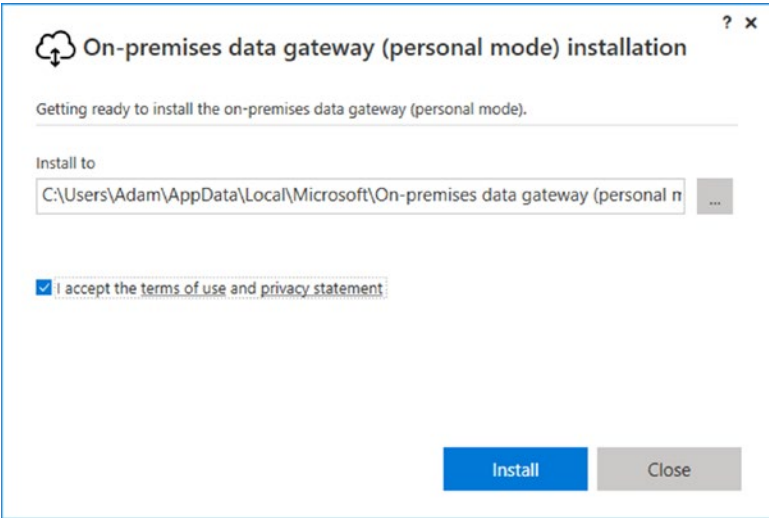 ? ×
On-premises data gateway (personal mode) installation
Getting ready to install the on-premises data gateway (personal mode).
Install to
C:\Users\Adam\AppData\Local\Microsoft\On-premises data gateway (personal m
...
I accept the terms of use and privacy statement
Install Close